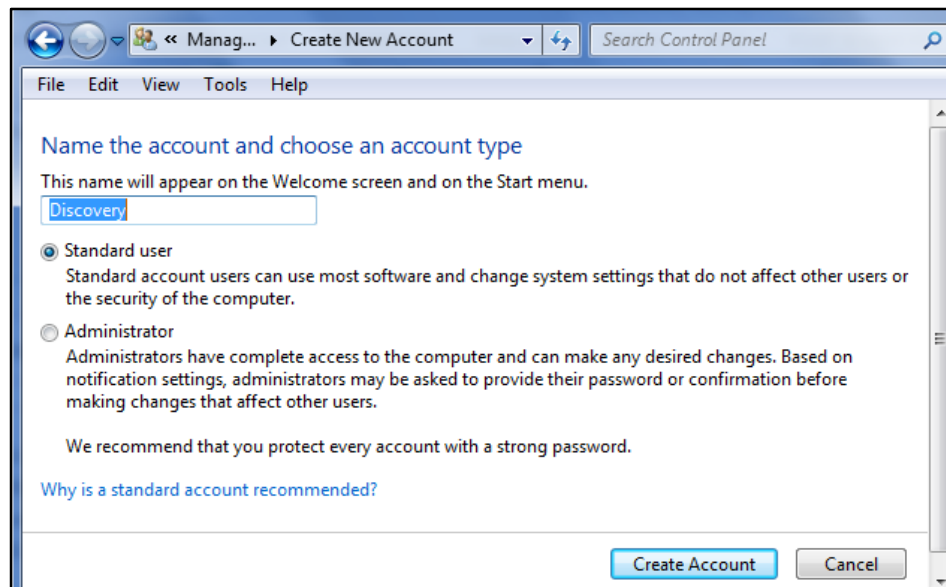 « Manag... ▸ Create New Account
Search Control Panel
File Edit View Tools Help
Name the account and choose an account type
This name will appear on the Welcome screen and on the Start menu.
Discovery
Standard user
Standard account users can use most software and change system settings that do not affect other users or
the security of the computer.
Administrator
Administrators have complete access to the computer and can make any desired changes. Based on
notification settings, administrators may be asked to provide their password or confirmation before
making changes that affect other users.
We recommend that you protect every account with a strong password.
Why is a standard account recommended?
Create Account Cancel